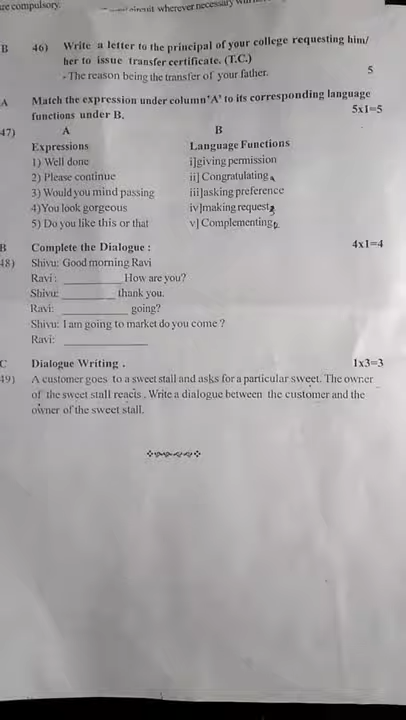 are compulsory.
circuit wherever necessary
B 46) Write a letter to the principal of your college requesting him/
her to issue transfer certificate. (T.C.)
- The reason being the transfer of your father. 5
A Match the expression under column 'A' to its corresponding language
functions under B. 5x1=5
47) A B
Expressions Language Functions
1) Well done i]giving permission
2) Please continue ii] Congratulating
3) Would you mind passing iii]asking preference
4)You look gorgeous iv]making request
5) Do you like this or that v] Complementing
B Complete the Dialogue : 4x1=4
48) Shivu: Good morning Ravi
Ravi : __________ How are you?
Shivu: _________ thank you.
Ravi: ___________ going?
Shivu: I am going to market do you come ?
Ravi: ______________
C Dialogue Writing . 1x3=3
49) A customer goes to a sweet stall and asks for a particular sweet. The owner
of the sweet stall reacts . Write a dialogue between the customer and the
owner of the sweet stall.